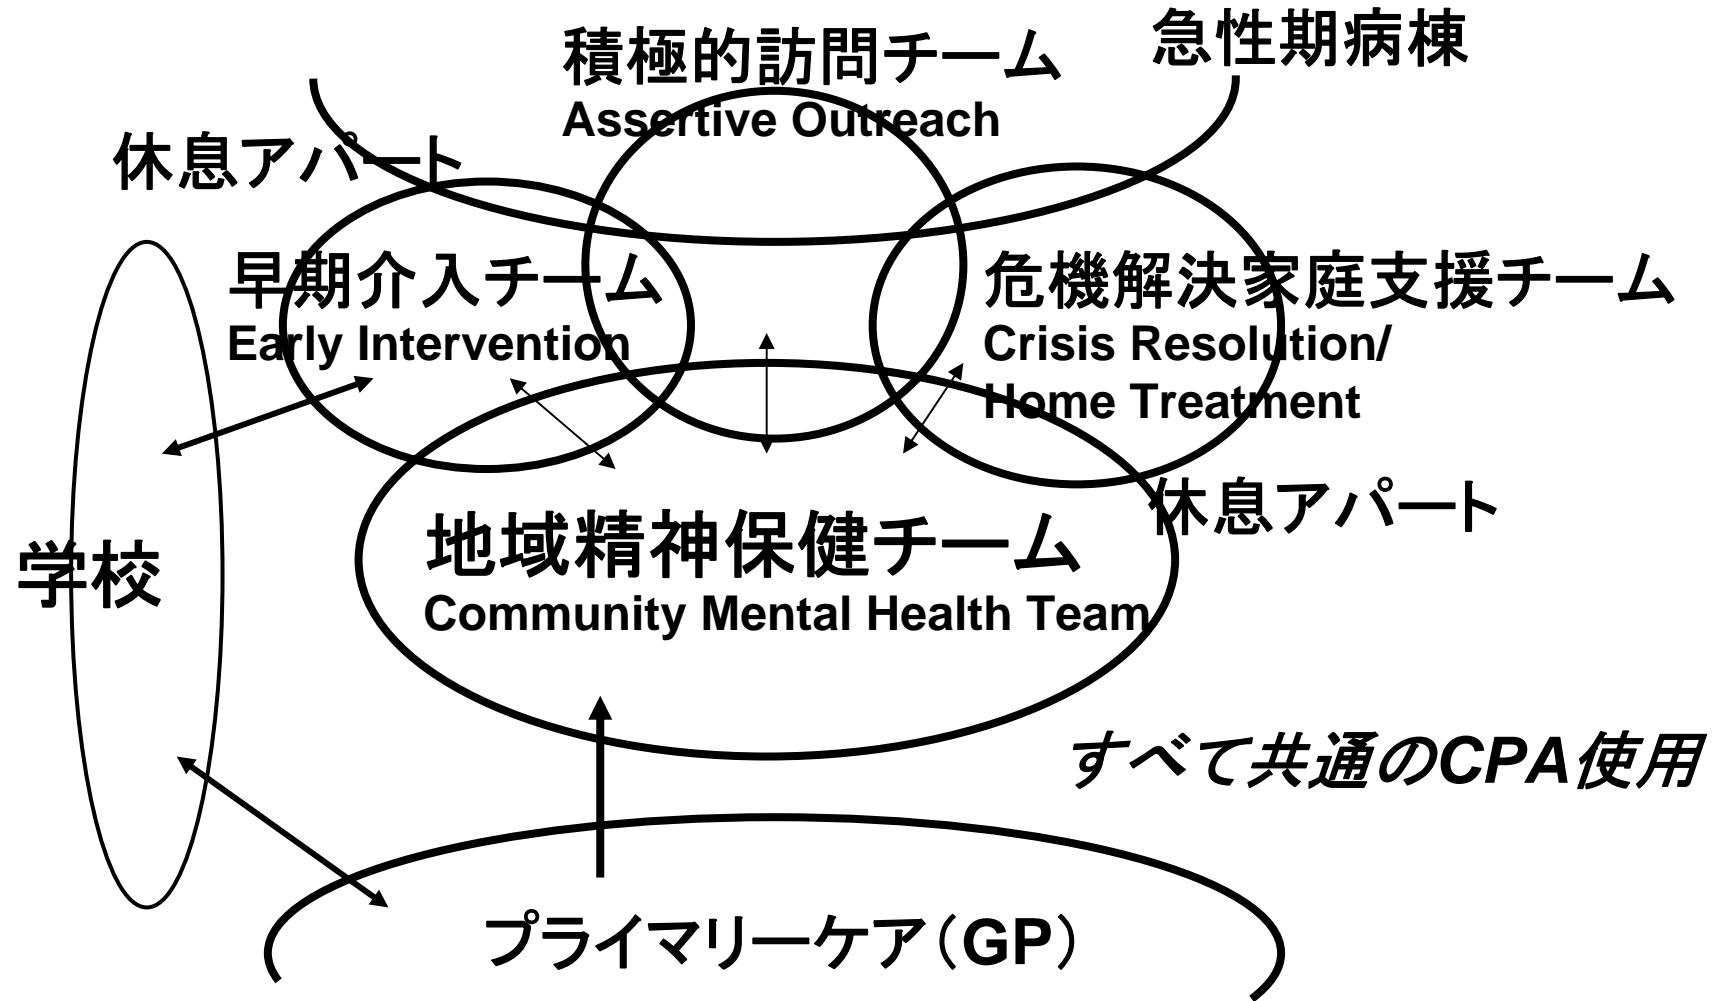 急性期病棟
積極的訪問チーム
Assertive Outreach
休息アパート
早期介入チーム
Early Intervention
危機解決家庭支援チーム
Crisis Resolution/
Home Treatment
休息アパート
地域精神保健チーム
Community Mental Health Team
学校
すべて共通のCPA使用
プライマリーケア(GP)